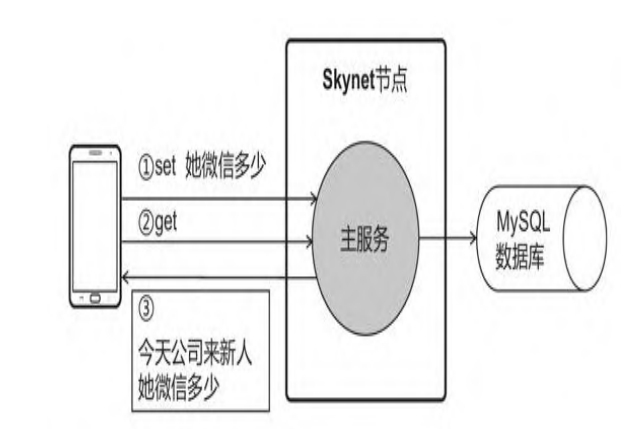 Skynet节点
①set 她微信多少
②get
主服务
MySQL
数据库
③
今天公司来新人
她微信多少